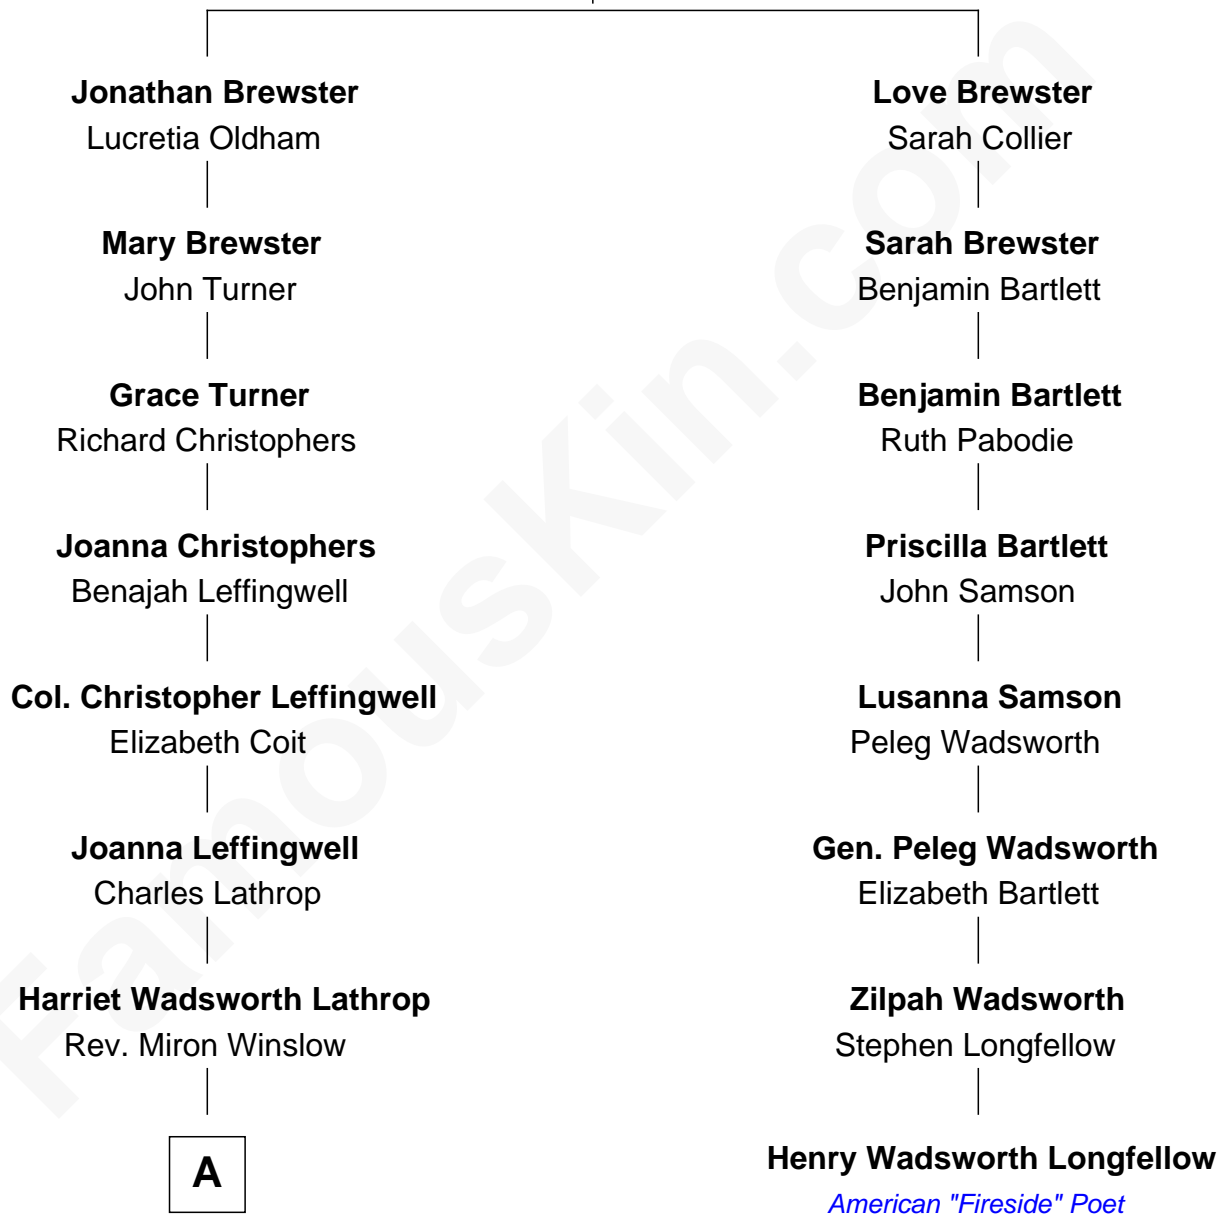 Jonathan Brewster
Lucretia Oldham
Mary Brewster
John Turner
Grace Turner
Richard Christophers
Joanna Christophers
Benajah Leffingwell
Col. Christopher Leffingwell
Elizabeth Coit
Joanna Leffingwell
Charles Lathrop
Harriet Wadsworth Lathrop
Rev. Miron Winslow
A
Love Brewster
Sarah Collier
Sarah Brewster
Benjamin Bartlett
Benjamin Bartlett
Ruth Pabodie
Priscilla Bartlett
John Samson
Lusanna Samson
Peleg Wadsworth
Gen. Peleg Wadsworth
Elizabeth Bartlett
Zilpah Wadsworth
Stephen Longfellow
Henry Wadsworth Longfellow
American "Fireside" Poet
FamousKin.com